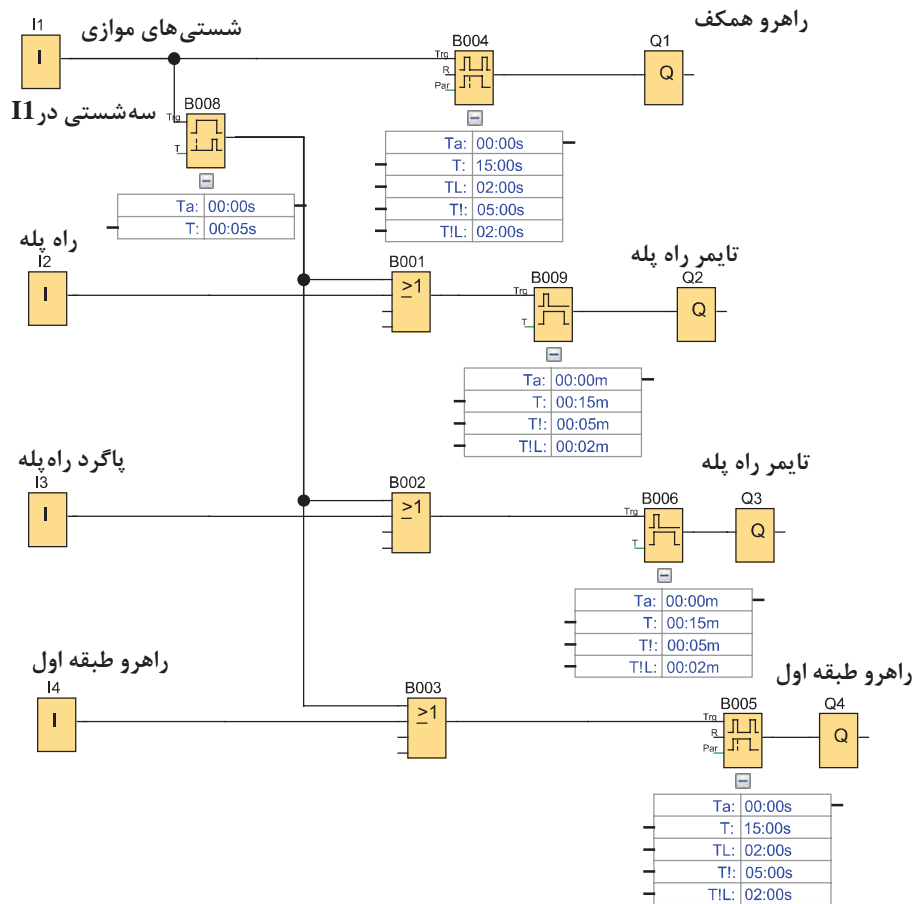 راهرو همکف
I1
شستی‌های موازی
B004
Q1
I
Trg
R
Par
Q
سه‌شستی در I1
B008
Trg
T
Ta: 00:00s
T: 15:00s
TL: 02:00s
T!: 05:00s
T!L: 02:00s
Ta: 00:00s
T: 00:05s
راه پله
I2
I
B001
≥1
تایمر راه پله
B009
Trg
T
Q2
Q
Ta: 00:00m
T: 00:15m
T!: 00:05m
T!L: 00:02m
پاگرد راه‌پله
I3
I
B002
≥1
تایمر راه پله
B006
Trg
T
Q3
Q
Ta: 00:00m
T: 00:15m
T!: 00:05m
T!L: 00:02m
راهرو طبقه اول
I4
I
B003
≥1
راهرو طبقه اول
B005
Trg
R
Par
Q4
Q
Ta: 00:00s
T: 15:00s
TL: 02:00s
T!: 05:00s
T!L: 02:00s